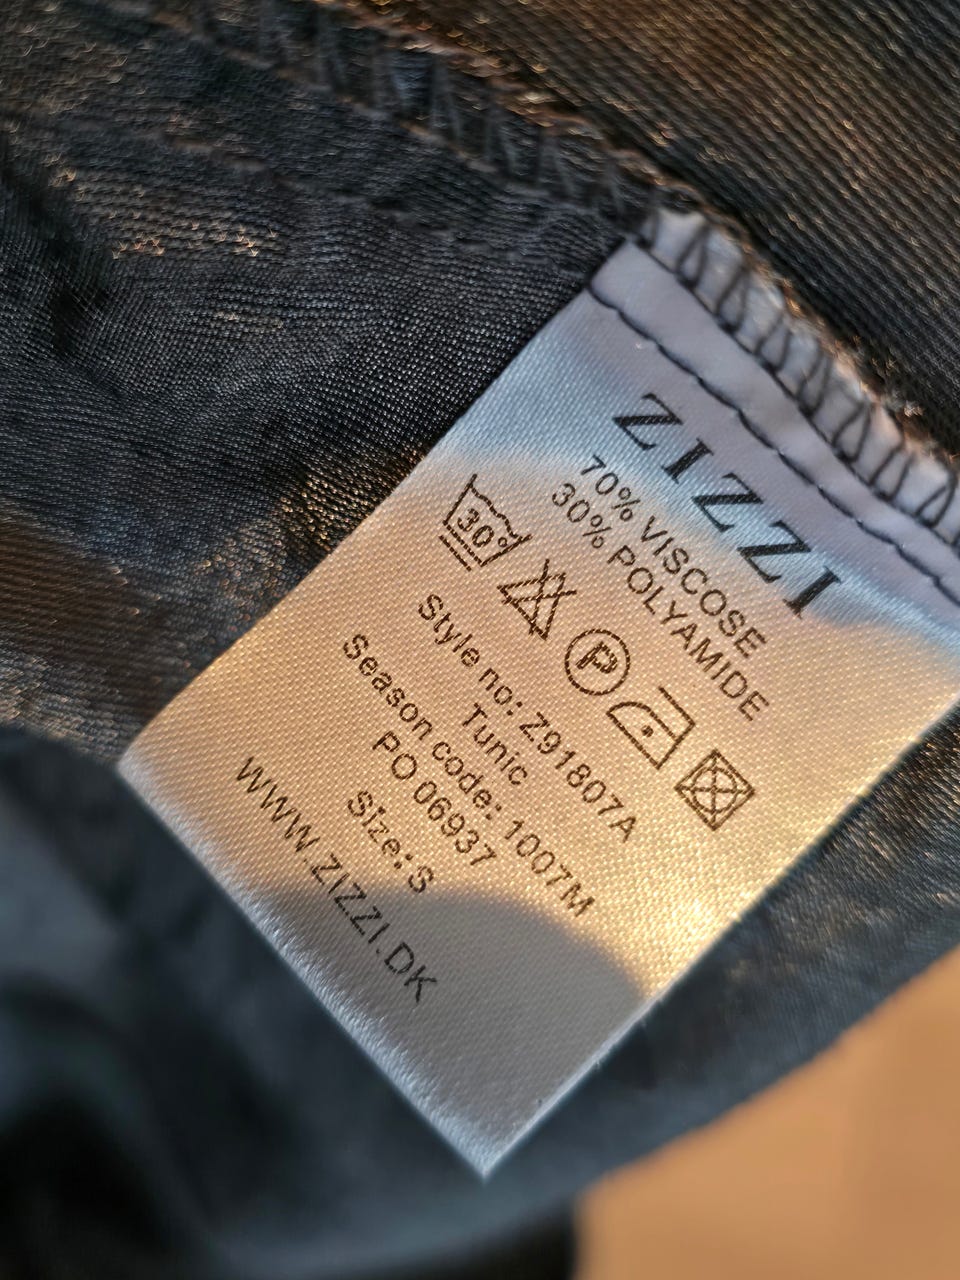 ZIZZI
70% VISCOSE
30% POLYAMIDE
30°
P
Style no: Z91807A
Tunic
Season code: 1007M
PO 06937
Size: S
WWW.ZIZZI.DK